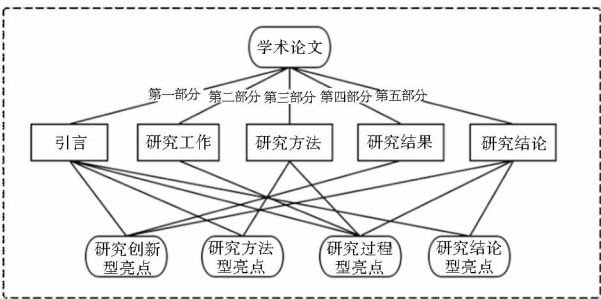 学术论文
第一部分
第二部分
第三部分
第四部分
第五部分
引言
研究工作
研究方法
研究结果
研究结论
研究创新
型亮点
研究方法
型亮点
研究过程
型亮点
研究结论
型亮点